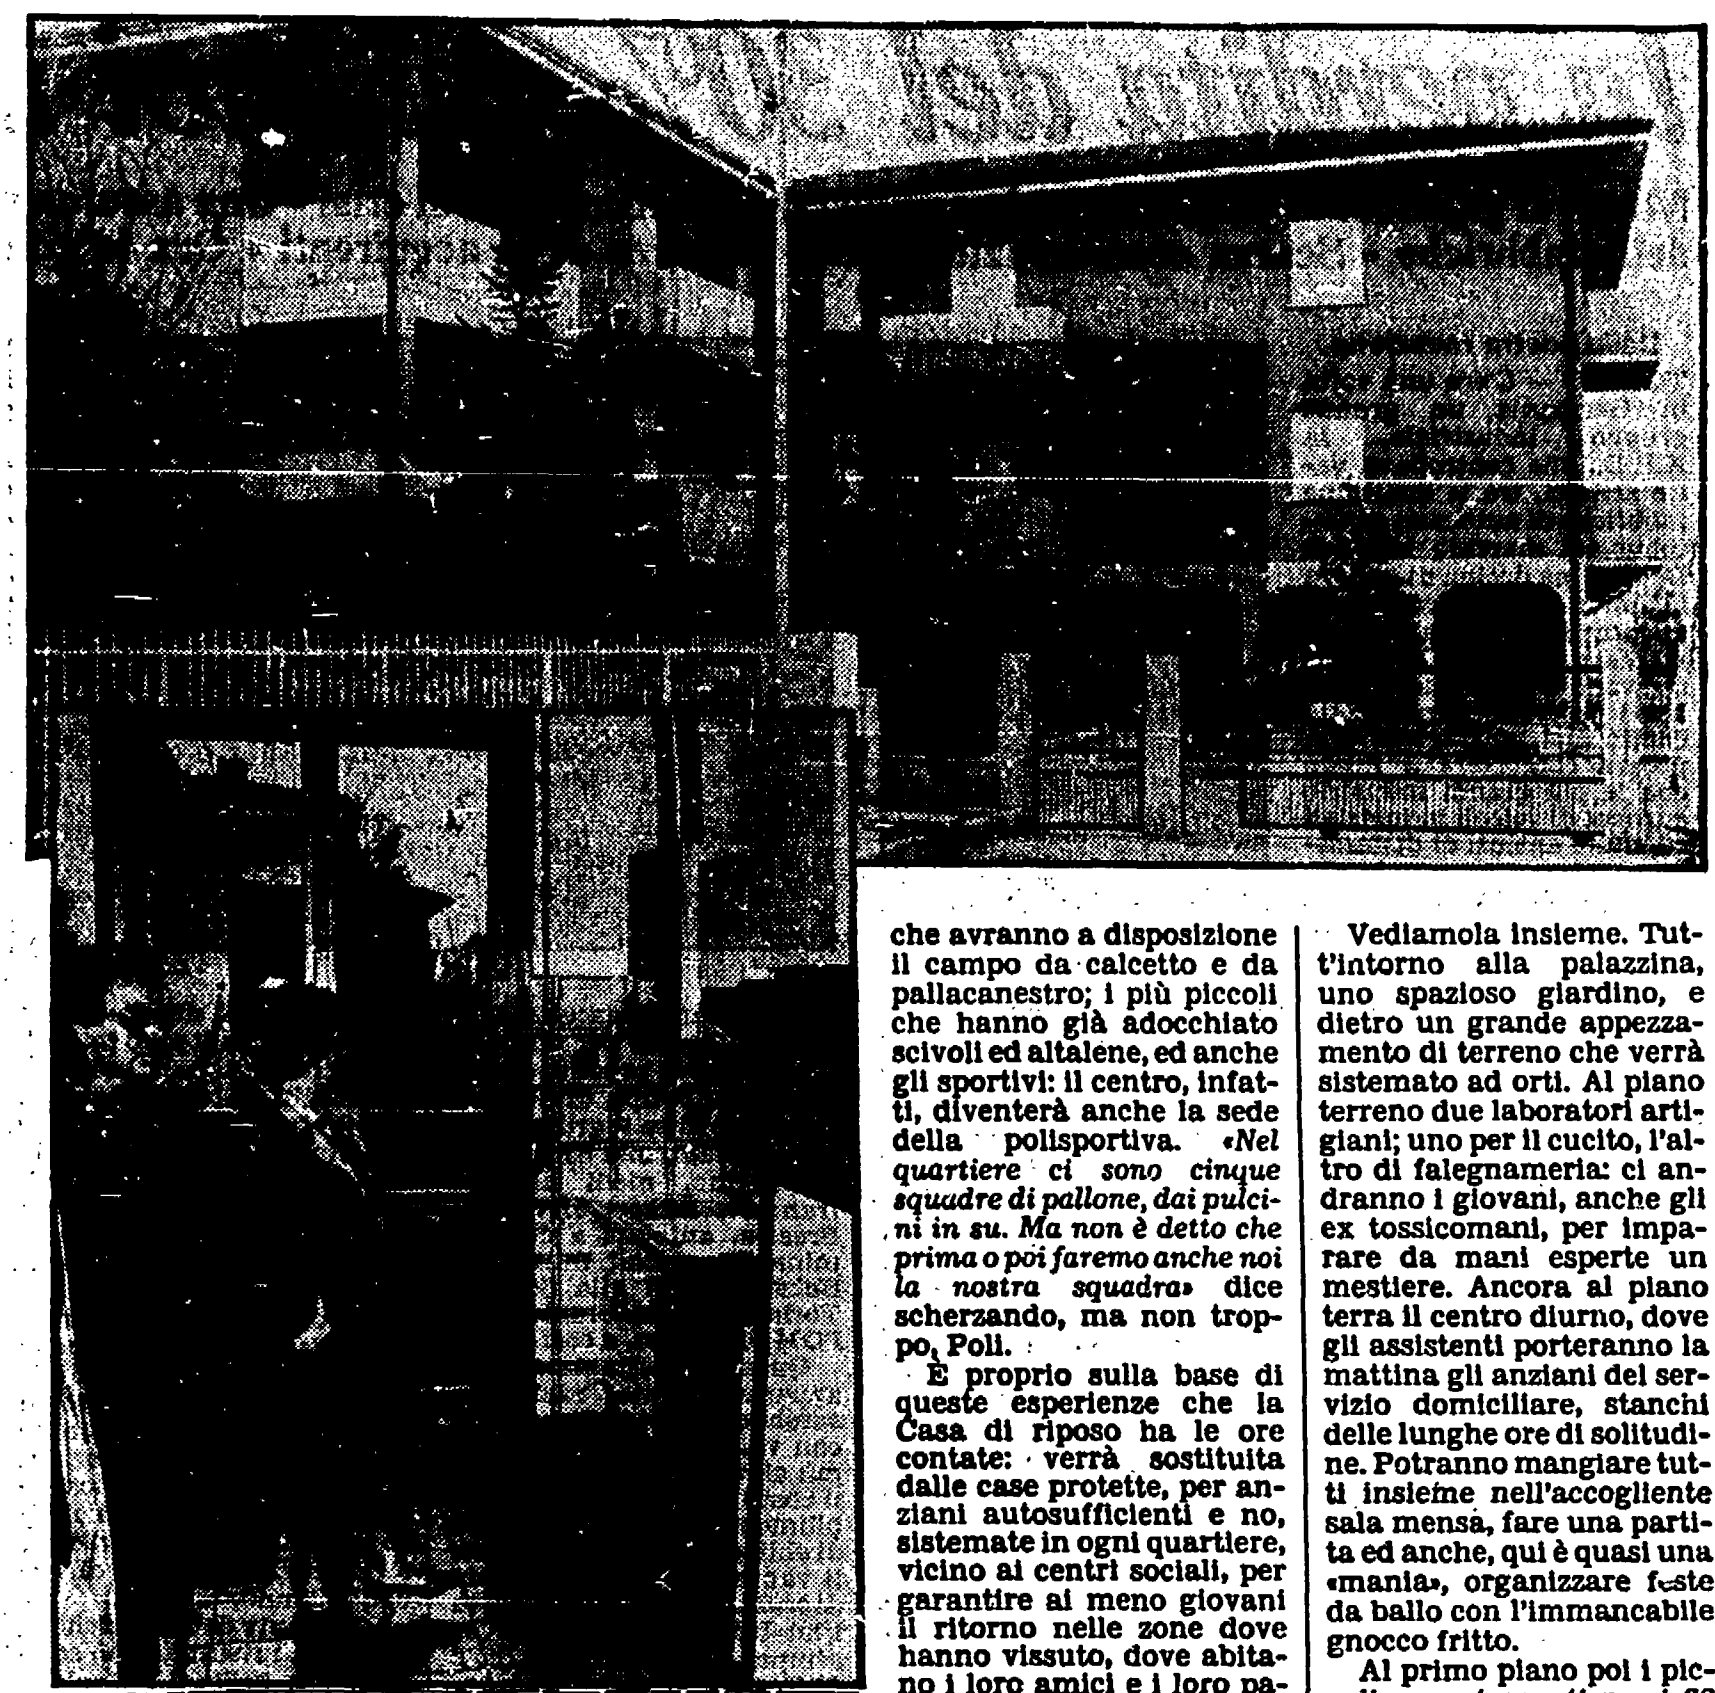 che avranno a disposizione
il campo da calcetto e da
pallacanestro; i più piccoli
che hanno già adocchiato
scivoli ed altalene, ed anche
gli sportivi: il centro, infat-
ti, diventerà anche la sede
della polisportiva. «Nel
quartiere ci sono cinque
squadre di pallone, dai pulci-
ni in su. Ma non è detto che
prima o poi faremo anche noi
la nostra squadra» dice
scherzando, ma non trop-
po, Poli.
È proprio sulla base di
queste esperienze che la
Casa di riposo ha le ore
contate: verrà sostituita
dalle case protette, per an-
ziani autosufficienti e no,
sistemate in ogni quartiere,
vicino ai centri sociali, per
garantire ai meno giovani
il ritorno nelle zone dove
hanno vissuto, dove abita-
no i loro amici e i loro pa-
Vediamola insieme. Tut-
t'intorno alla palazzina,
uno spazioso giardino, e
dietro un grande appezza-
mento di terreno che verrà
sistemato ad orti. Al piano
terreno due laboratori arti-
giani; uno per il cucito, l'al-
tro di falegnameria: ci an-
dranno i giovani, anche gli
ex tossicomani, per impa-
rare da mani esperte un
mestiere. Ancora al piano
terra il centro diurno, dove
gli assistenti porteranno la
mattina gli anziani del ser-
vizio domiciliare, stanchi
delle lunghe ore di solitudi-
ne. Potranno mangiare tut-
ti insieme nell'accogliente
sala mensa, fare una parti-
ta ed anche, qui è quasi una
«mania», organizzare feste
da ballo con l'immancabile
gnocco fritto.
Al primo piano poi i pic-